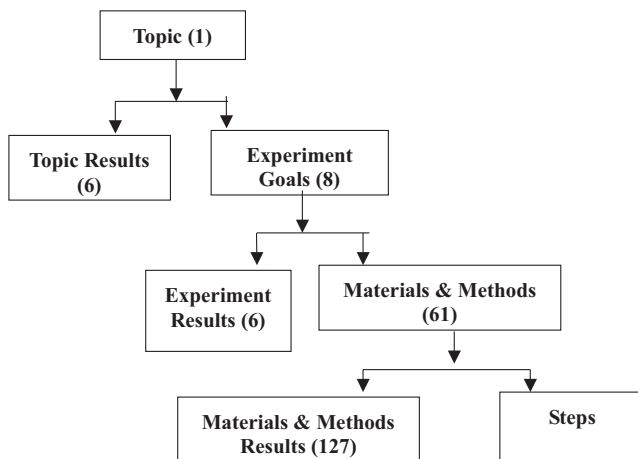 Topic (1)
Topic Results
(6)
Experiment
Goals (8)
Experiment
Results (6)
Materials & Methods
(61)
Materials & Methods
Results (127)
Steps